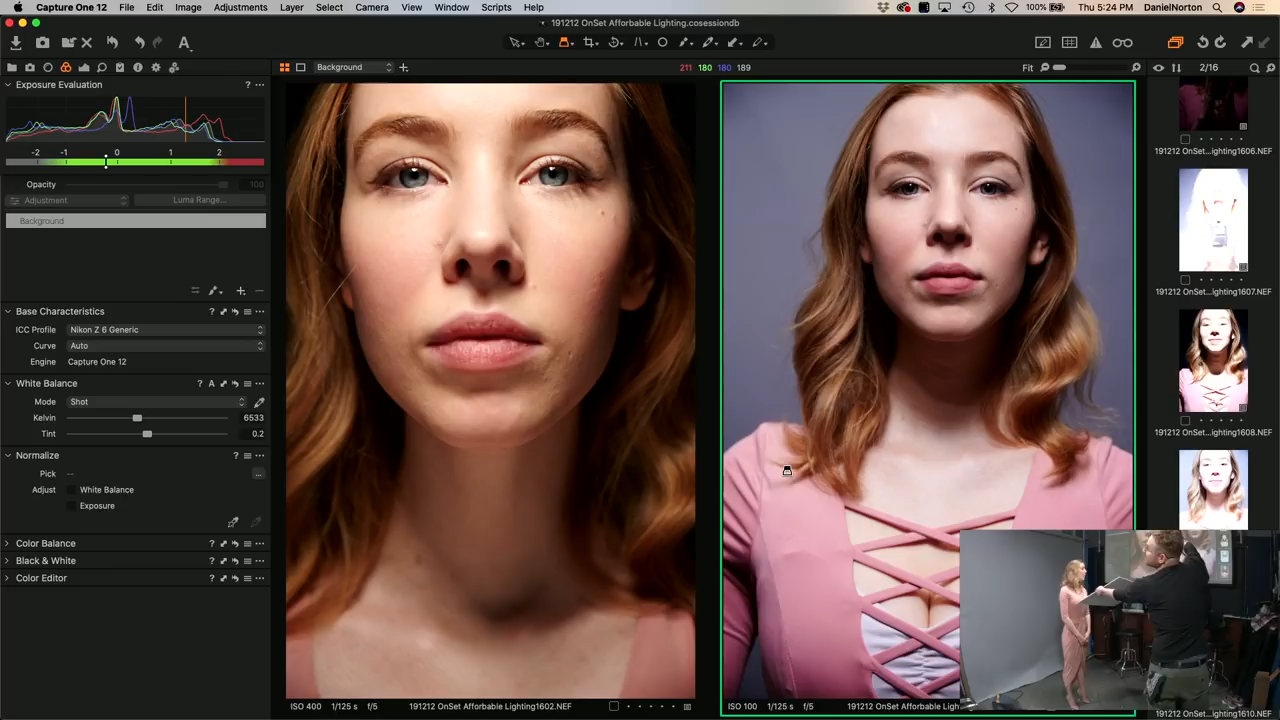 Capture One 12 File Edit Image Adjustments Layers Select Camera View Window Scripts Help 100% Thu 5:24 PM DanielNorton
191212 OnSet Afforbable Lighting.cosessiondb
Background 211 180 180 189 Fit 2/16
Exposure Evaluation ? ···
-2 -1 0 1 2
Opacity 100
Adjustment Luma Range...
Background
Base Characteristics ? ···
ICC Profile Nikon Z 6 Generic
Curve Auto
Engine Capture One 12
White Balance ? A ···
Mode Shot
Kelvin 6533
Tint 0.2
Normalize ? ···
Pick --- ...
Adjust White Balance
Exposure
Color Balance ? ···
Black & White ? ···
Color Editor ? ···
ISO 400 1/125 s f/5 191212 OnSet Affordable Lighting1602.NEF
ISO 100 1/125 s f/5 191212 OnSet Affordable Ligh
191212 OnSet...ighting1606.NEF
191212 OnSet...ighting1607.NEF
191212 OnSet...ighting1608.NEF
191212 OnSet...ighting1610.NEF